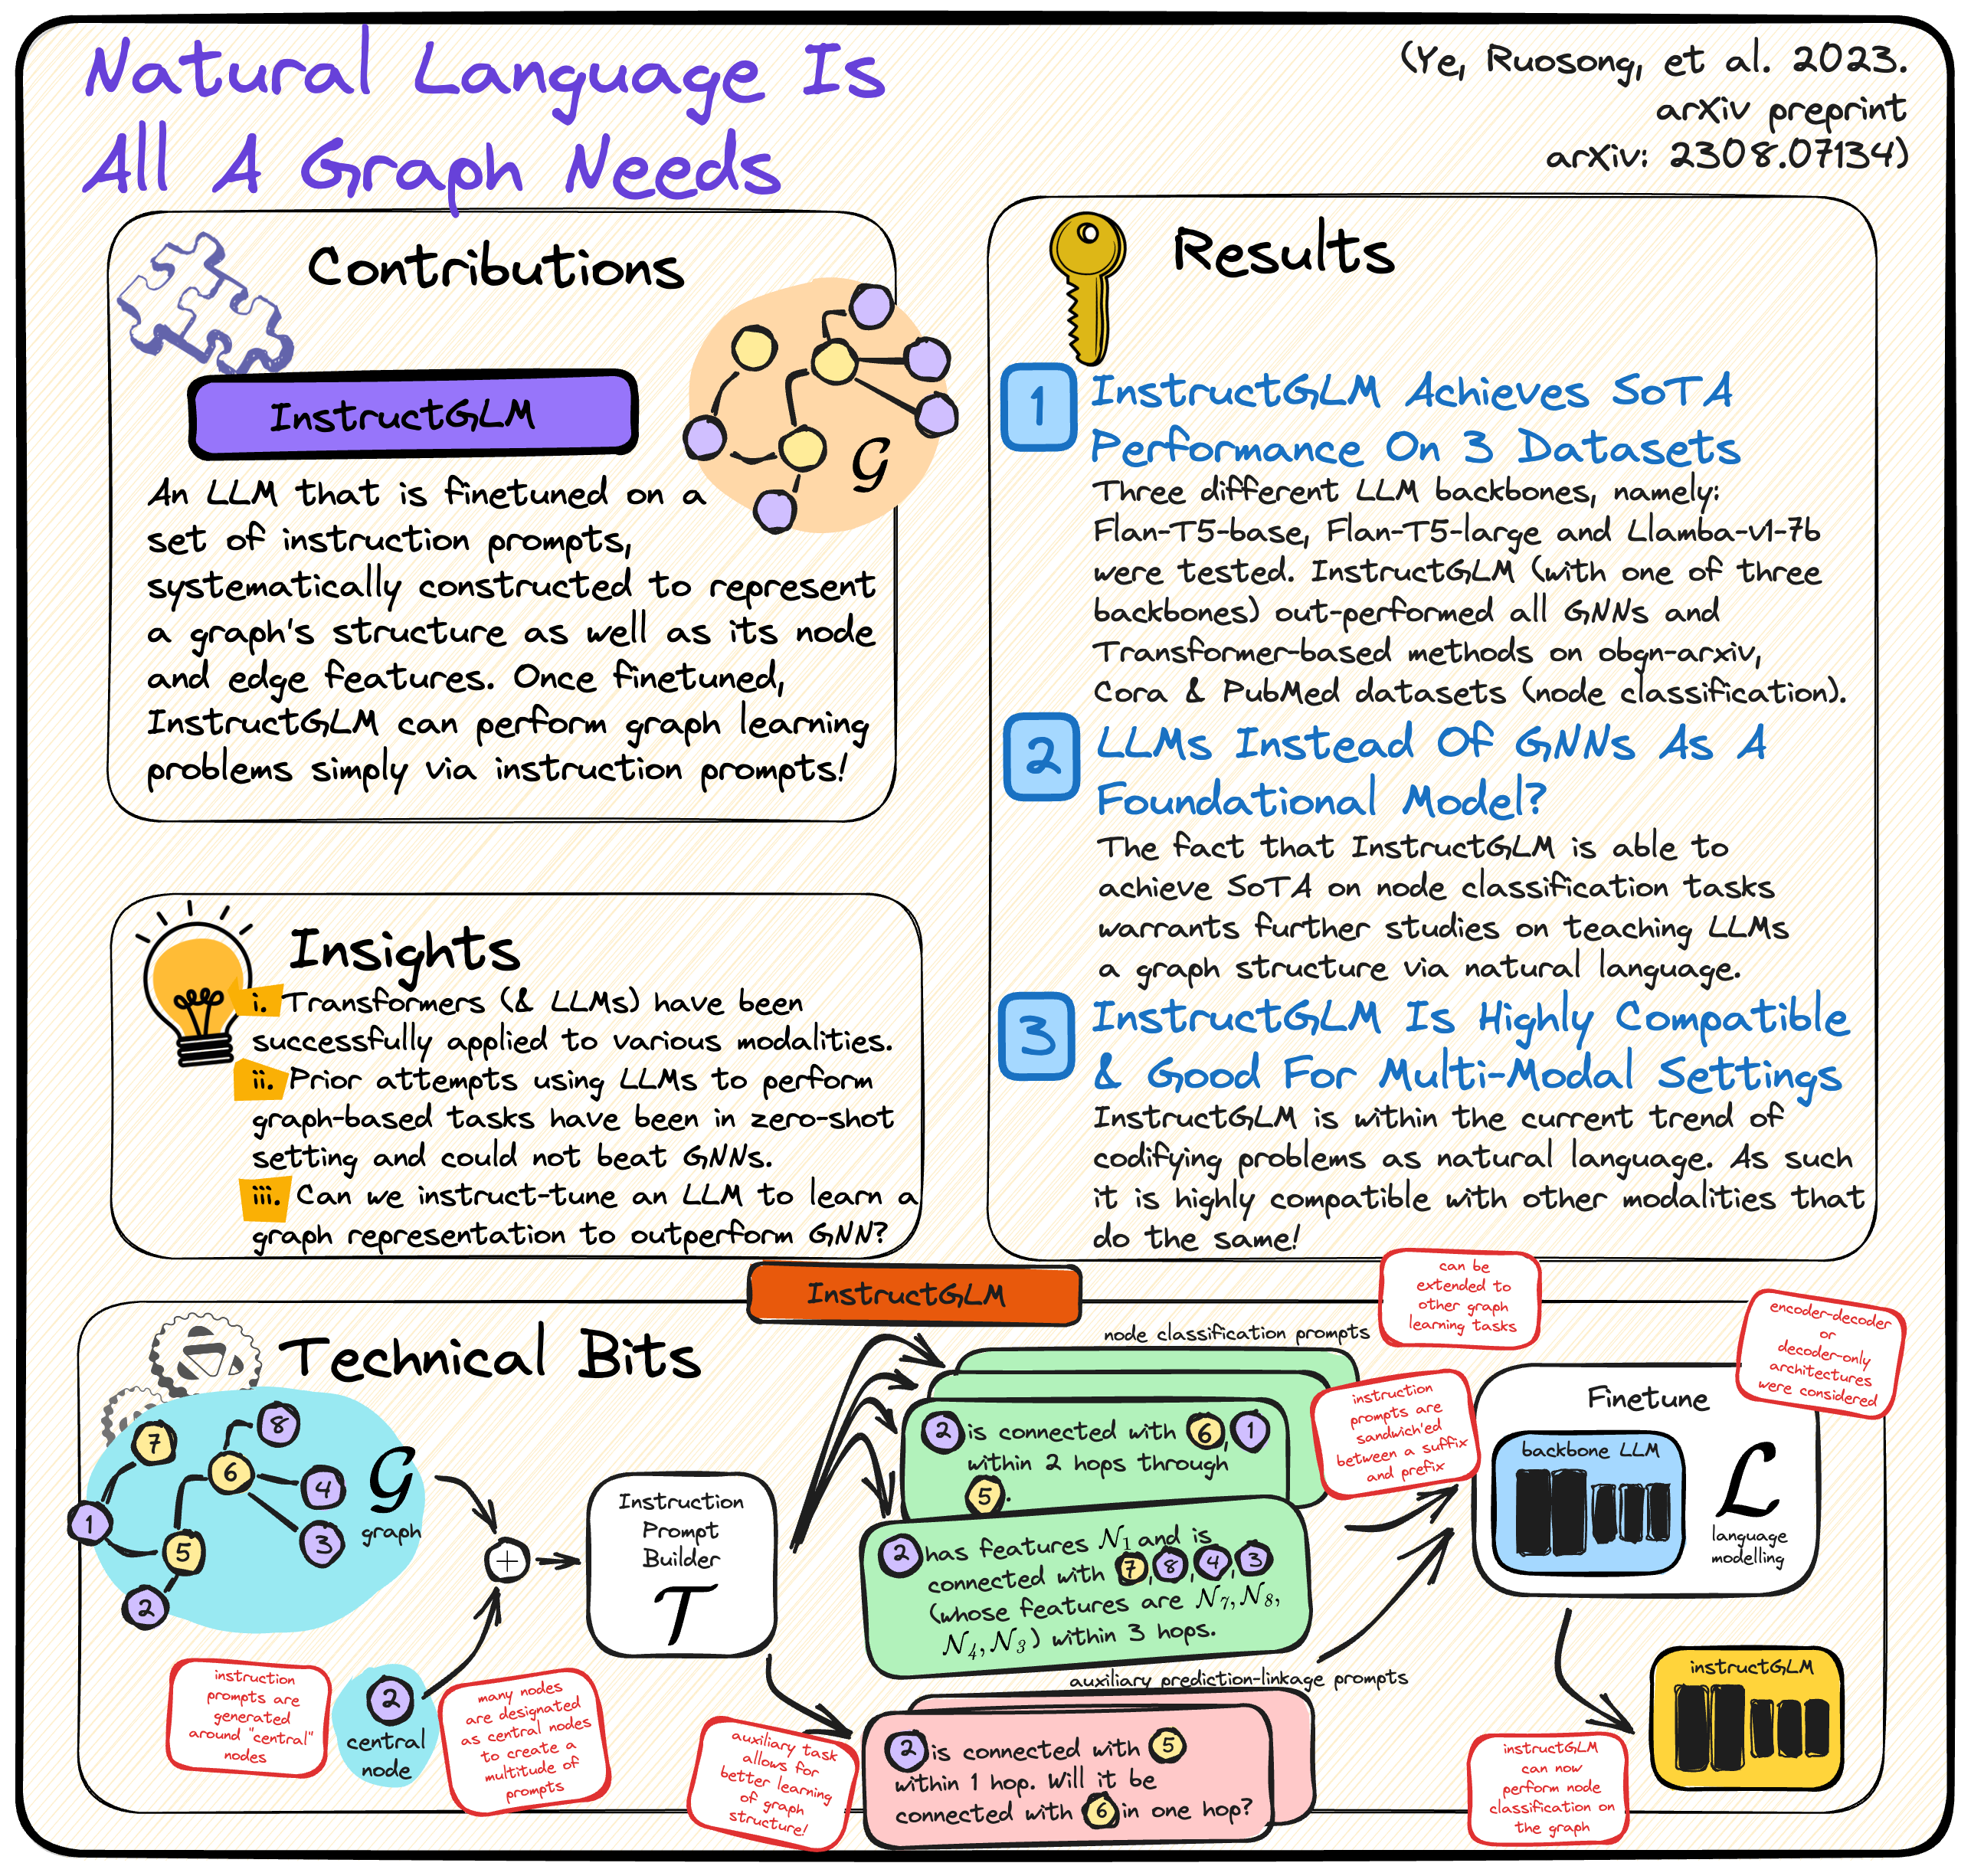 Natural Language Is
All A Graph Needs
(Ye, Ruosong, et al. 2023.
arXiv preprint
arXiv: 2308.07134)
Contributions
InstructGLM
G
An LLM that is finetuned on a
set of instruction prompts,
systematically constructed to represent
a graph's structure as well as its node
and edge features. Once finetuned,
InstructGLM can perform graph learning
problems simply via instruction prompts!
Insights
i. Transformers (& LLMs) have been
successfully applied to various modalities.
ii. Prior attempts using LLMs to perform
graph-based tasks have been in zero-shot
setting and could not beat GNNs.
iii. Can we instruct-tune an LLM to learn a
graph representation to outperform GNN?
Results
1 InstructGLM Achieves SoTA
Performance On 3 Datasets
Three different LLM backbones, namely:
Flan-T5-base, Flan-T5-large and Llamba-v1-7b
were tested. InstructGLM (with one of three
backbones) out-performed all GNNs and
Transformer-based methods on obgn-arxiv,
Cora & PubMed datasets (node classification).
2 LLMs Instead Of GNNs As A
Foundational Model?
The fact that InstructGLM is able to
achieve SoTA on node classification tasks
warrants further studies on teaching LLMs
a graph structure via natural language.
3 InstructGLM Is Highly Compatible
& Good For Multi-Modal Settings
InstructGLM is within the current trend of
codifying problems as natural language. As such
it is highly compatible with other modalities that
do the same!
InstructGLM
Technical Bits
7
8
6
4
1
3
5
2
G
graph
+
2
central
node
instruction
prompts are
generated
around "central"
nodes
many nodes
are designated
as central nodes
to create a
multitude of
prompts
Instruction
Prompt
Builder
T
node classification prompts
can be
extended to
other graph
learning tasks
2 is connected with 6, 1
within 2 hops through
5.
2 has features N1 and is
connected with 7, 8, 4, 3
(whose features are N7, N8,
N4, N3) within 3 hops.
instruction
prompts are
sandwich'ed
between a suffix
and prefix
auxiliary prediction-linkage prompts
2 is connected with 5
within 1 hop. Will it be
connected with 6 in one hop?
auxiliary task
allows for
better learning
of graph
structure!
encoder-decoder
or
decoder-only
architectures
were considered
Finetune
backbone LLM
L
language
modelling
instructGLM
instructGLM
can now
perform node
classification on
the graph